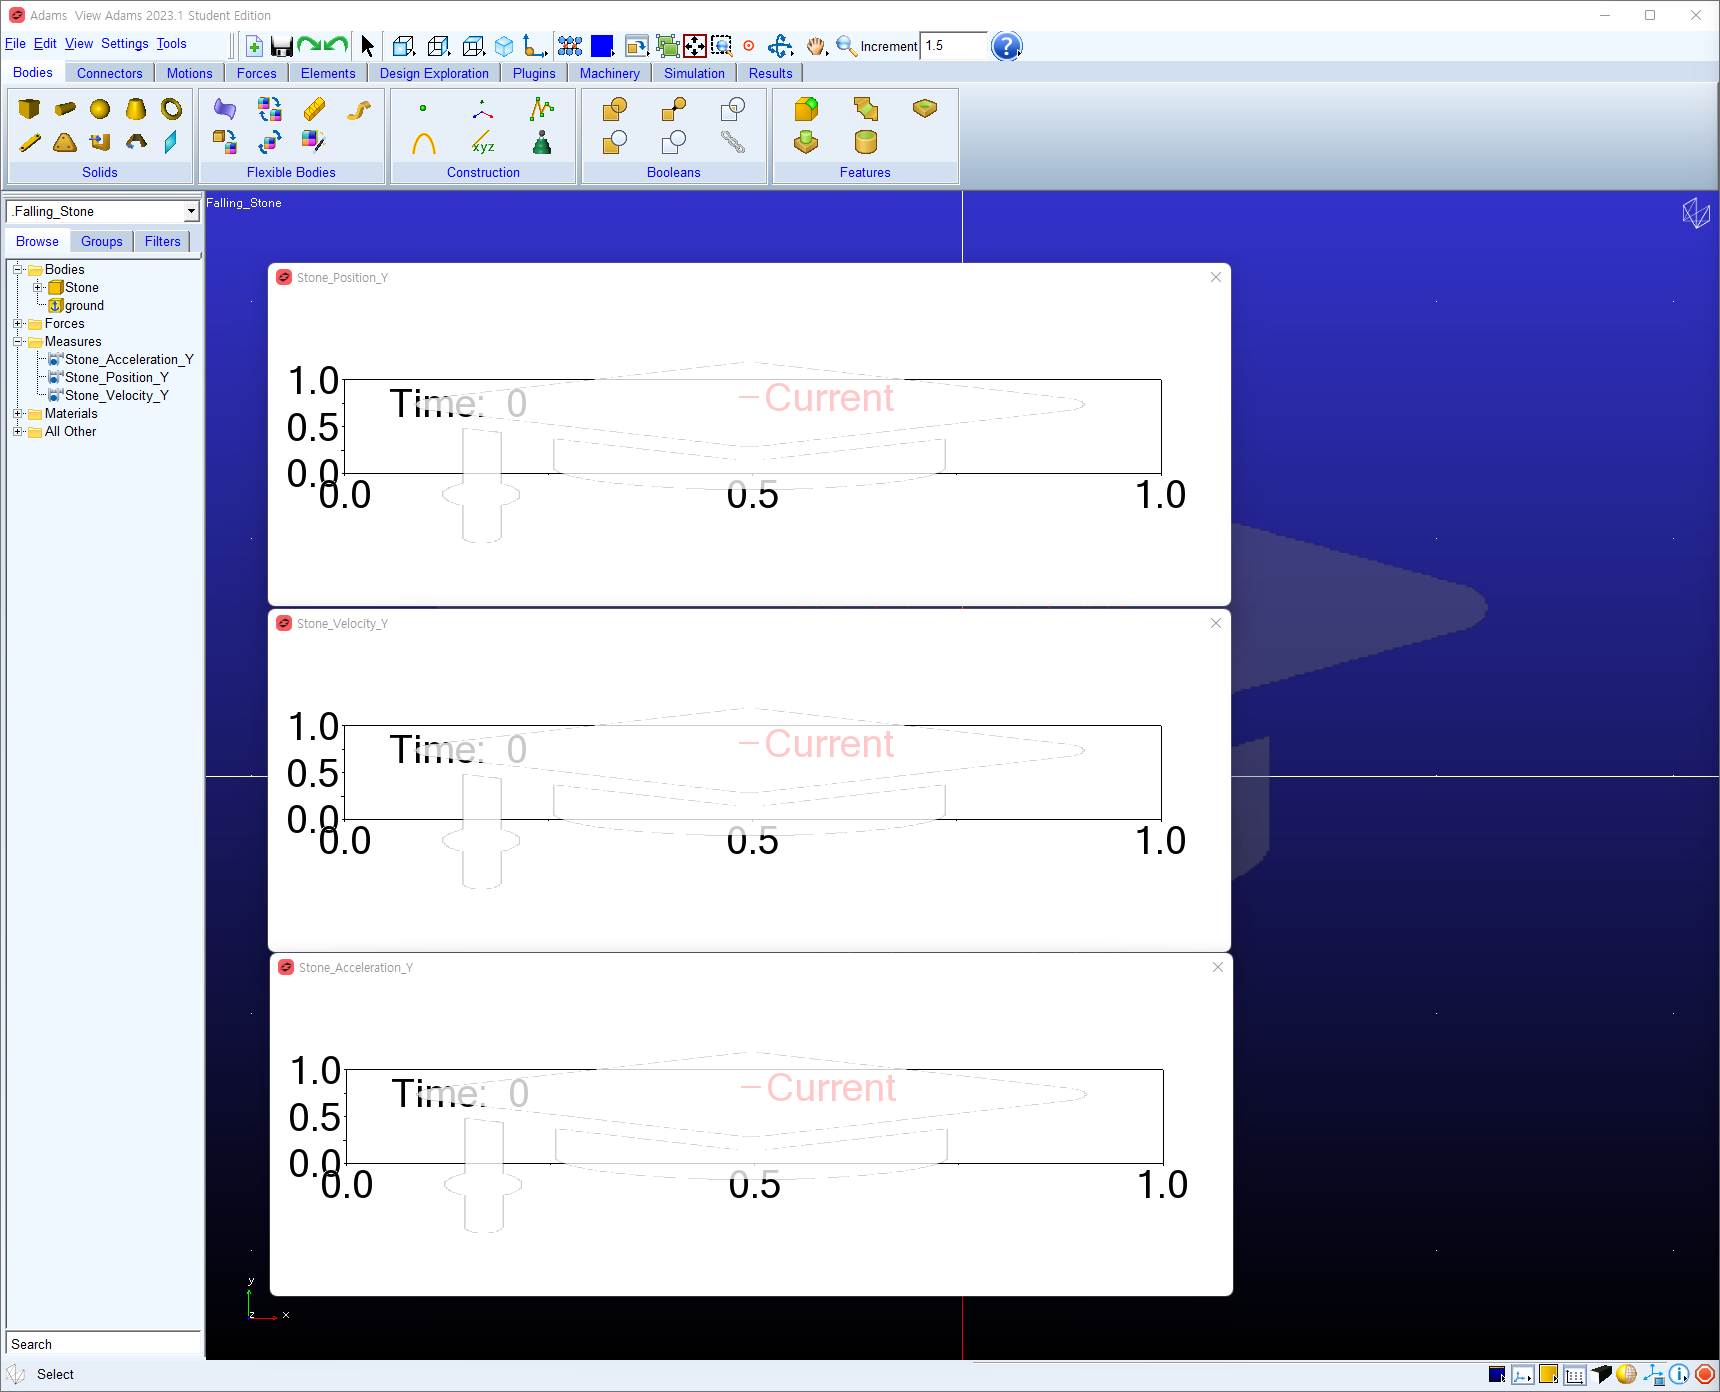 Adams View Adams 2023.1 Student Edition
File Edit View Settings Tools
Increment 1.5
Bodies Connectors Motions Forces Elements Design Exploration Plugins Machinery Simulation Results
xyz
Solids Flexible Bodies Construction Booleans Features
.Falling_Stone
Browse Groups Filters
Bodies
Stone
ground
Forces
Measures
Stone_Acceleration_Y
Stone_Position_Y
Stone_Velocity_Y
Materials
All Other
Search
Select
Falling_Stone
Stone_Position_Y
1.0
Time: 0 Current
0.5
0.0
0.0 0.5 1.0
Stone_Velocity_Y
1.0
Time: 0 Current
0.5
0.0
0.0 0.5 1.0
Stone_Acceleration_Y
1.0
Time: 0 Current
0.5
0.0
0.0 0.5 1.0
y
z x